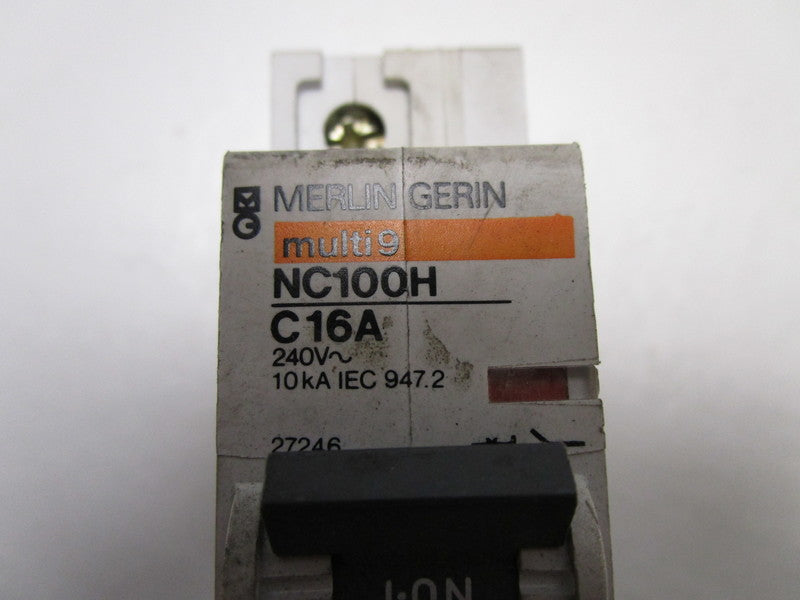 MERLIN GERIN
multi 9
NC100H
C16A
240V~
10kA IEC 947.2
27246
I·ON